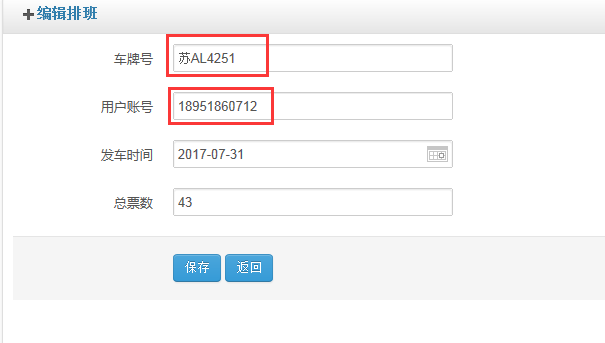 编辑排班
车牌号 苏AL4251
用户账号 18951860712
发车时间 2017-07-31
总票数 43
保存 返回